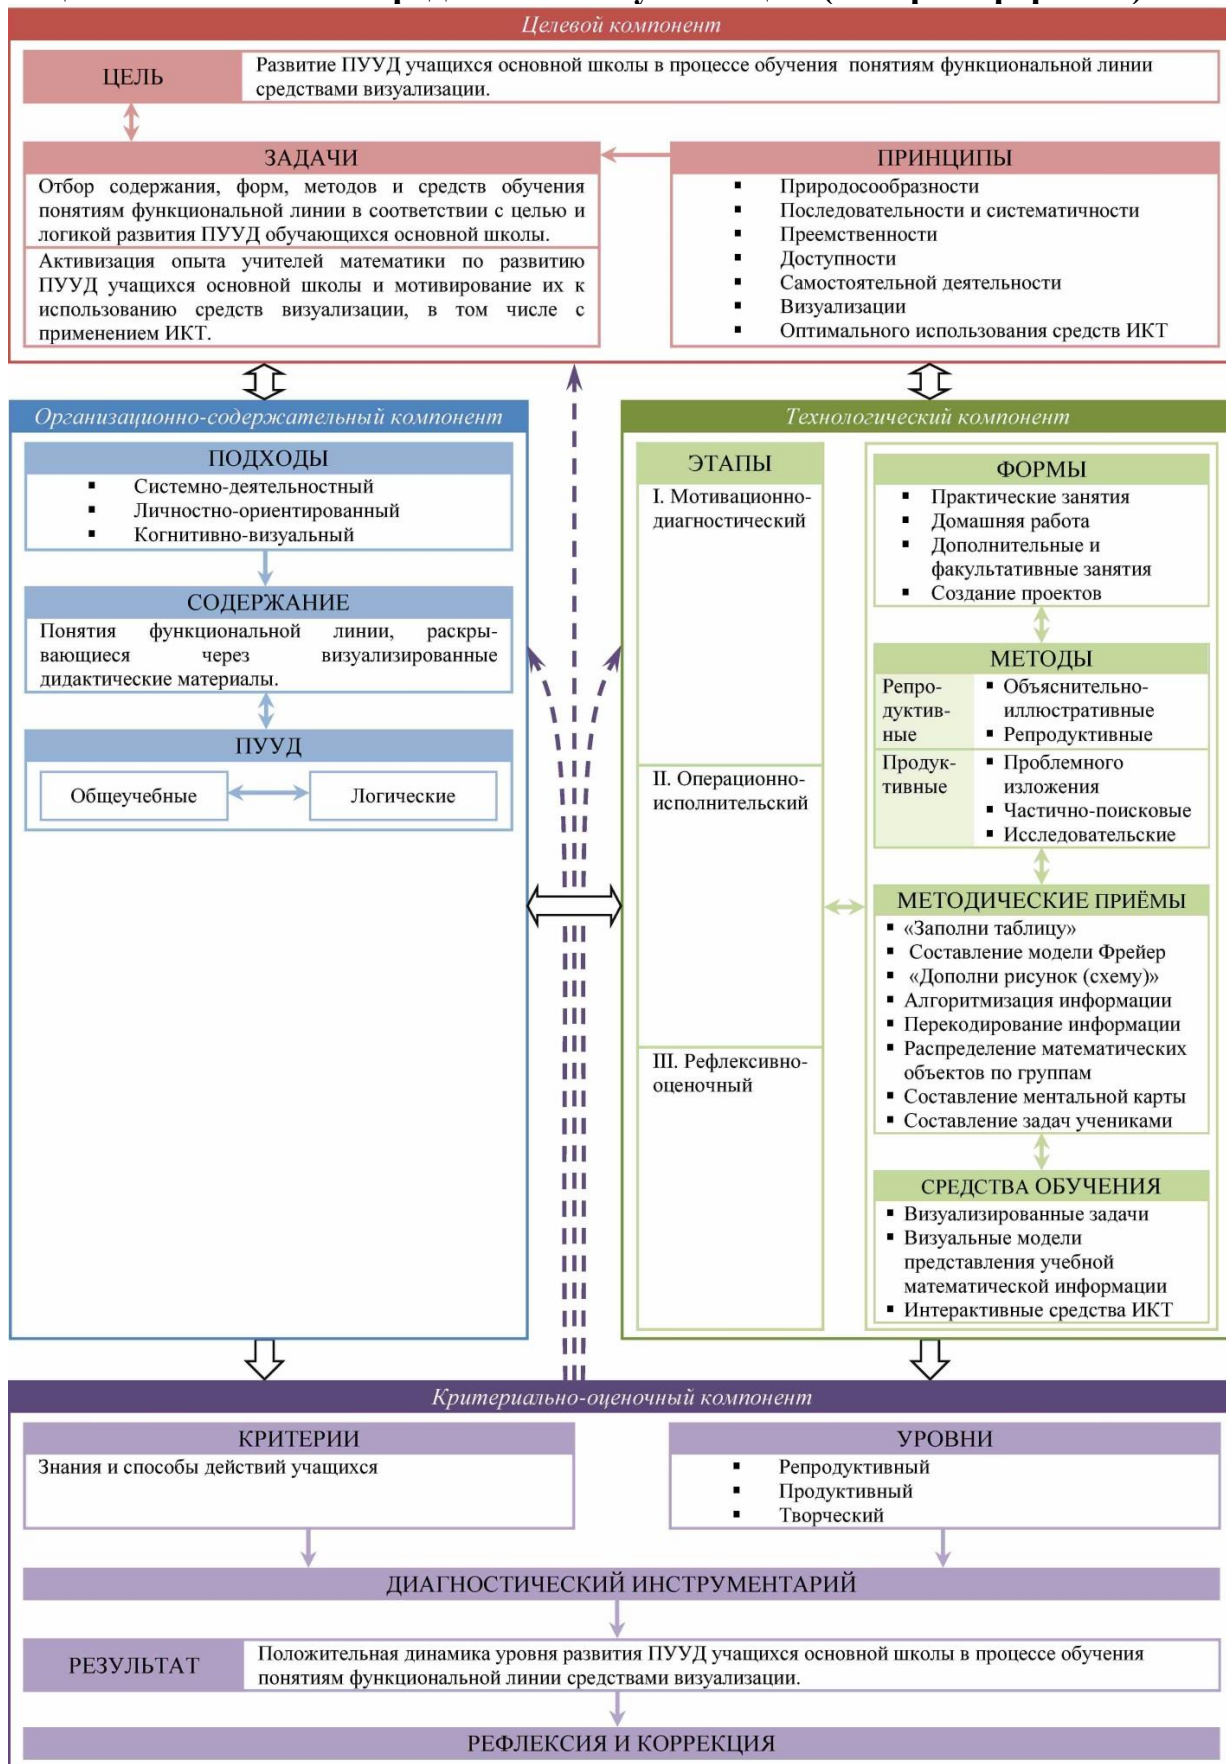 Целевой компонент
ЦЕЛЬ
Развитие ПУУД учащихся основной школы в процессе обучения понятиям функциональной линии
средствами визуализации.
ЗАДАЧИ
Отбор содержания, форм, методов и средств обучения
понятиям функциональной линии в соответствии с целью и
логикой развития ПУУД обучающихся основной школы.
Активизация опыта учителей математики по развитию
ПУУД учащихся основной школы и мотивирование их к
использованию средств визуализации, в том числе с
применением ИКТ.
ПРИНЦИПЫ
▪ Природосообразности
▪ Последовательности и систематичности
▪ Преемственности
▪ Доступности
▪ Самостоятельной деятельности
▪ Визуализации
▪ Оптимального использования средств ИКТ
Организационно-содержательный компонент
ПОДХОДЫ
▪ Системно-деятельностный
▪ Личностно-ориентированный
▪ Когнитивно-визуальный
СОДЕРЖАНИЕ
Понятия функциональной линии, раскры-
вающиеся через визуализированные
дидактические материалы.
ПУУД
Общеучебные
Логические
Технологический компонент
ЭТАПЫ
I. Мотивационно-
диагностический
II. Операционно-
исполнительский
III. Рефлексивно-
оценочный
ФОРМЫ
▪ Практические занятия
▪ Домашняя работа
▪ Дополнительные и
факультативные занятия
▪ Создание проектов
МЕТОДЫ
Репро-
дуктив-
ные
▪ Объяснительно-
иллюстративные
▪ Репродуктивные
Продук-
тивные
▪ Проблемного
изложения
▪ Частично-поисковые
▪ Исследовательские
МЕТОДИЧЕСКИЕ ПРИЁМЫ
▪ «Заполни таблицу»
▪ Составление модели Фрейер
▪ «Дополни рисунок (схему)»
▪ Алгоритмизация информации
▪ Перекодирование информации
▪ Распределение математических
объектов по группам
▪ Составление ментальной карты
▪ Составление задач учениками
СРЕДСТВА ОБУЧЕНИЯ
▪ Визуализированные задачи
▪ Визуальные модели
представления учебной
математической информации
▪ Интерактивные средства ИКТ
Критериально-оценочный компонент
КРИТЕРИИ
Знания и способы действий учащихся
УРОВНИ
▪ Репродуктивный
▪ Продуктивный
▪ Творческий
ДИАГНОСТИЧЕСКИЙ ИНСТРУМЕНТАРИЙ
РЕЗУЛЬТАТ
Положительная динамика уровня развития ПУУД учащихся основной школы в процессе обучения
понятиям функциональной линии средствами визуализации.
РЕФЛЕКСИЯ И КОРРЕКЦИЯ